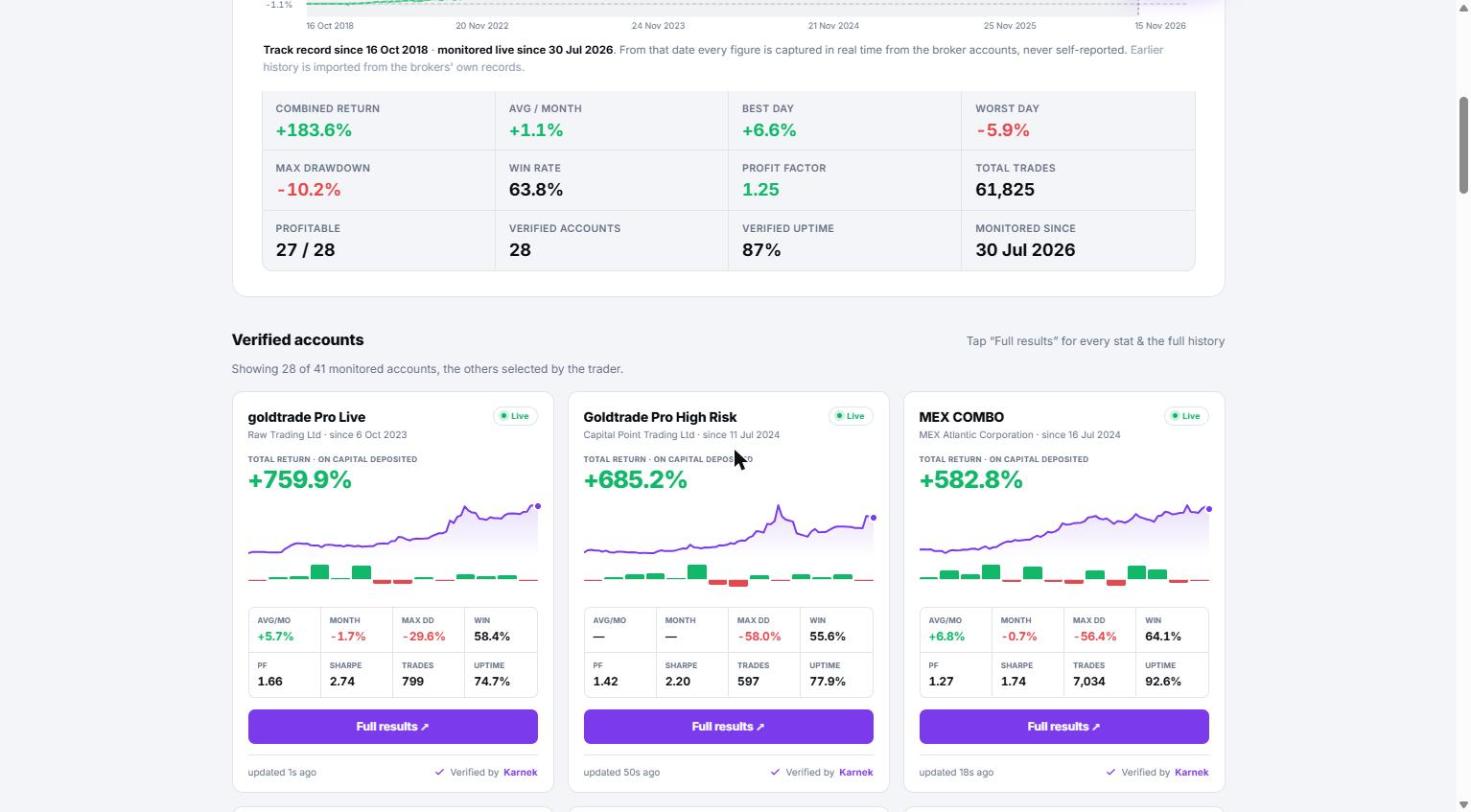 -1.1%
16 Oct 2018 20 Nov 2022 24 Nov 2023 21 Nov 2024 25 Nov 2025 15 Nov 2026
Track record since 16 Oct 2018 · monitored live since 30 Jul 2026. From that date every figure is captured in real time from the broker accounts, never self-reported. Earlier
history is imported from the brokers' own records.
COMBINED RETURN AVG / MONTH BEST DAY WORST DAY
+183.6% +1.1% +6.6% -5.9%
MAX DRAWDOWN WIN RATE PROFIT FACTOR TOTAL TRADES
-10.2% 63.8% 1.25 61,825
PROFITABLE VERIFIED ACCOUNTS VERIFIED UPTIME MONITORED SINCE
27 / 28 28 87% 30 Jul 2026
Verified accounts Tap “Full results” for every stat & the full history
Showing 28 of 41 monitored accounts, the others selected by the trader.
goldtrade Pro Live Live
Raw Trading Ltd · since 6 Oct 2023
TOTAL RETURN · ON CAPITAL DEPOSITED
+759.9%
AVG/MO MONTH MAX DD WIN
+5.7% -1.7% -29.6% 58.4%
PF SHARPE TRADES UPTIME
1.66 2.74 799 74.7%
Full results ↗
updated 1s ago ✓ Verified by Karnek
Goldtrade Pro High Risk Live
Capital Point Trading Ltd · since 11 Jul 2024
TOTAL RETURN · ON CAPITAL DEPOSITED
+685.2%
AVG/MO MONTH MAX DD WIN
— — -58.0% 55.6%
PF SHARPE TRADES UPTIME
1.42 2.20 597 77.9%
Full results ↗
updated 50s ago ✓ Verified by Karnek
MEX COMBO Live
MEX Atlantic Corporation · since 16 Jul 2024
TOTAL RETURN · ON CAPITAL DEPOSITED
+582.8%
AVG/MO MONTH MAX DD WIN
+6.8% -0.7% -56.4% 64.1%
PF SHARPE TRADES UPTIME
1.27 1.74 7,034 92.6%
Full results ↗
updated 18s ago ✓ Verified by Karnek